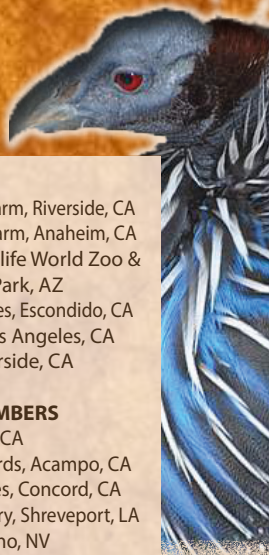 arm, Riverside, CA
arm, Anaheim, CA
life World Zoo &
Park, AZ
es, Escondido, CA
s Angeles, CA
rside, CA
MBERS
CA
rds, Acampo, CA
es, Concord, CA
ry, Shreveport, LA
no, NV